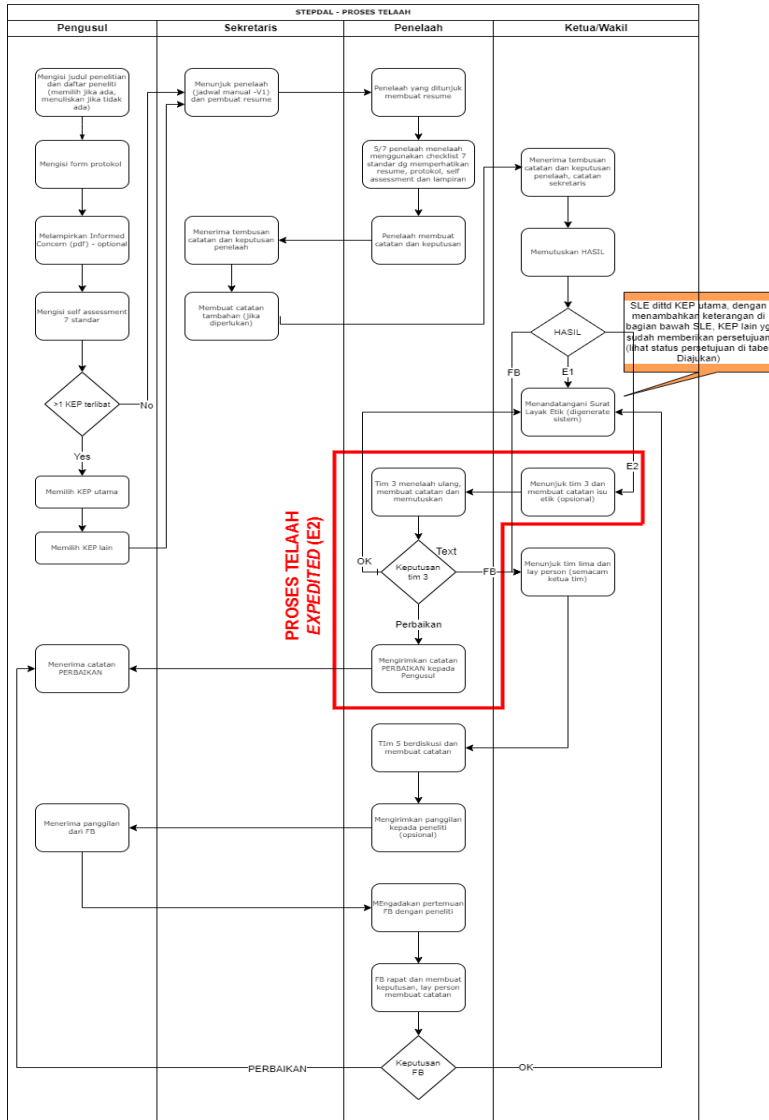 STEPDAL - PROSES TELAAH
Pengusul
Sekretaris
Penelaah
Ketua/Wakil
Mengisi judul penelitian
dan daftar peneliti
(memilih jika ada,
menuliskan jika tidak
ada)
Mengisi form protokol
Melampirkan Informed
Concern (pdf) - optional
Mengisi self assessment
7 standar
>1 KEP terlibat
No
Yes
Memilih KEP utama
Memilih KEP lain
Menunjuk penelaah
(jadwal manual -V1)
dan pembuat resume
Penelaah yang ditunjuk
membuat resume
5/7 penelaah menelaah
menggunakan checklist 7
standar dg memperhatikan
resume, protokol, self
assessment dan lampiran
Penelaah membuat
catatan dan keputusan
Menerima tembusan
catatan dan keputusan
penelaah
Membuat catatan
tambahan (jika
diperlukan)
Menerima tembusan
catatan dan keputusan
penelaah, catatan
sekretaris
Memutuskan HASIL
HASIL
FB
E1
E2
SLE dittd KEP utama, dengan
menambahkan keterangan di
bagian bawah SLE, KEP lain yg
sudah memberikan persetujuan
(lihat status persetujuan di tabel
Diajukan)
Menandatangani Surat
Layak Etik (digenerate
sistem)
PROSES TELAAH
EXPEDITED (E2)
Menunjuk tim 3 dan
membuat catatan isu
etik (opsional)
Tim 3 menelaah ulang,
membuat catatan dan
memutuskan
Text
Keputusan
tim 3
OK
FB
Perbaikan
Mengirimkan catatan
PERBAIKAN kepada
Pengusul
Menerima catatan
PERBAIKAN
Menunjuk tim lima dan
lay person (semacam
ketua tim)
TIm 5 berdiskusi dan
membuat catatan
Mengirimkan panggilan
kepada peneliti
(opsional)
Menerima panggilan
dari FB
MEngadakan pertemuan
FB dengan peneliti
FB rapat dan membuat
keputusan, lay person
membuat catatan
Keputusan
FB
PERBAIKAN
OK